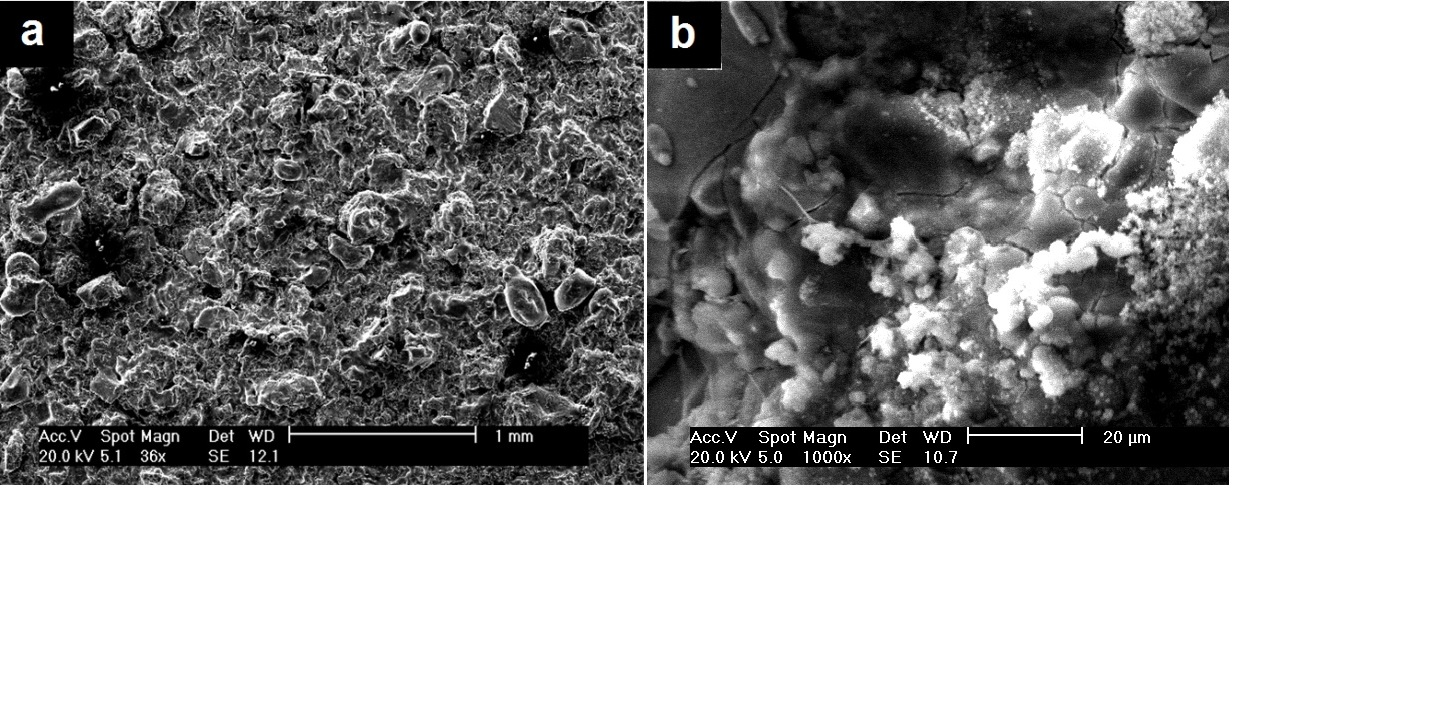 a
Acc.V Spot Magn Det WD 1 mm
20.0 kV 5.1 36x SE 12.1
b
Acc.V Spot Magn Det WD 20 µm
20.0 kV 5.0 1000x SE 10.7